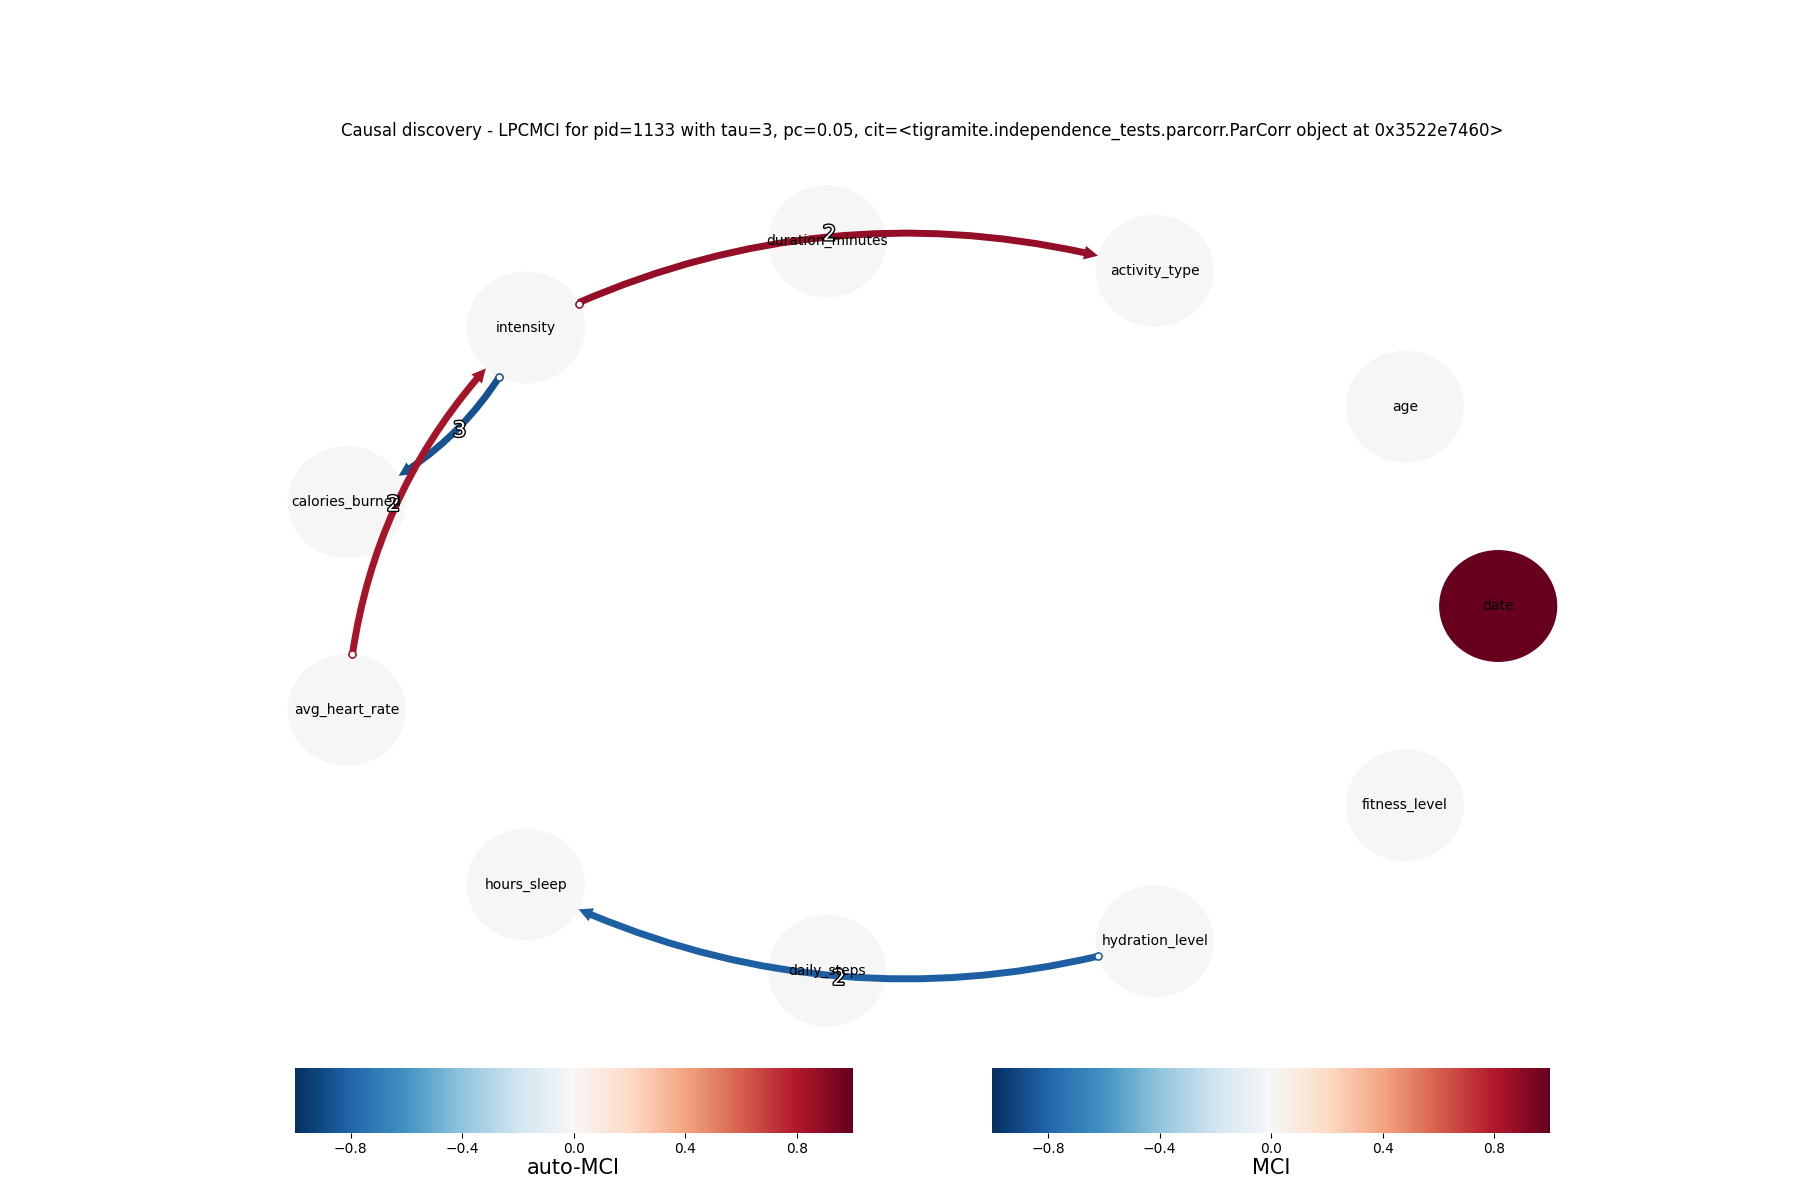 Causal discovery - LPCMCI for pid=1133 with tau=3, pc=0.05, cit=<tigramite.independence_tests.parcorr.ParCorr object at 0x3522e7460>
2
duration_minutes
activity_type
intensity
age
3
calories_burned
2
date
avg_heart_rate
fitness_level
hours_sleep
hydration_level
daily_steps
2
−0.8 −0.4 0.0 0.4 0.8
auto-MCI
−0.8 −0.4 0.0 0.4 0.8
MCI